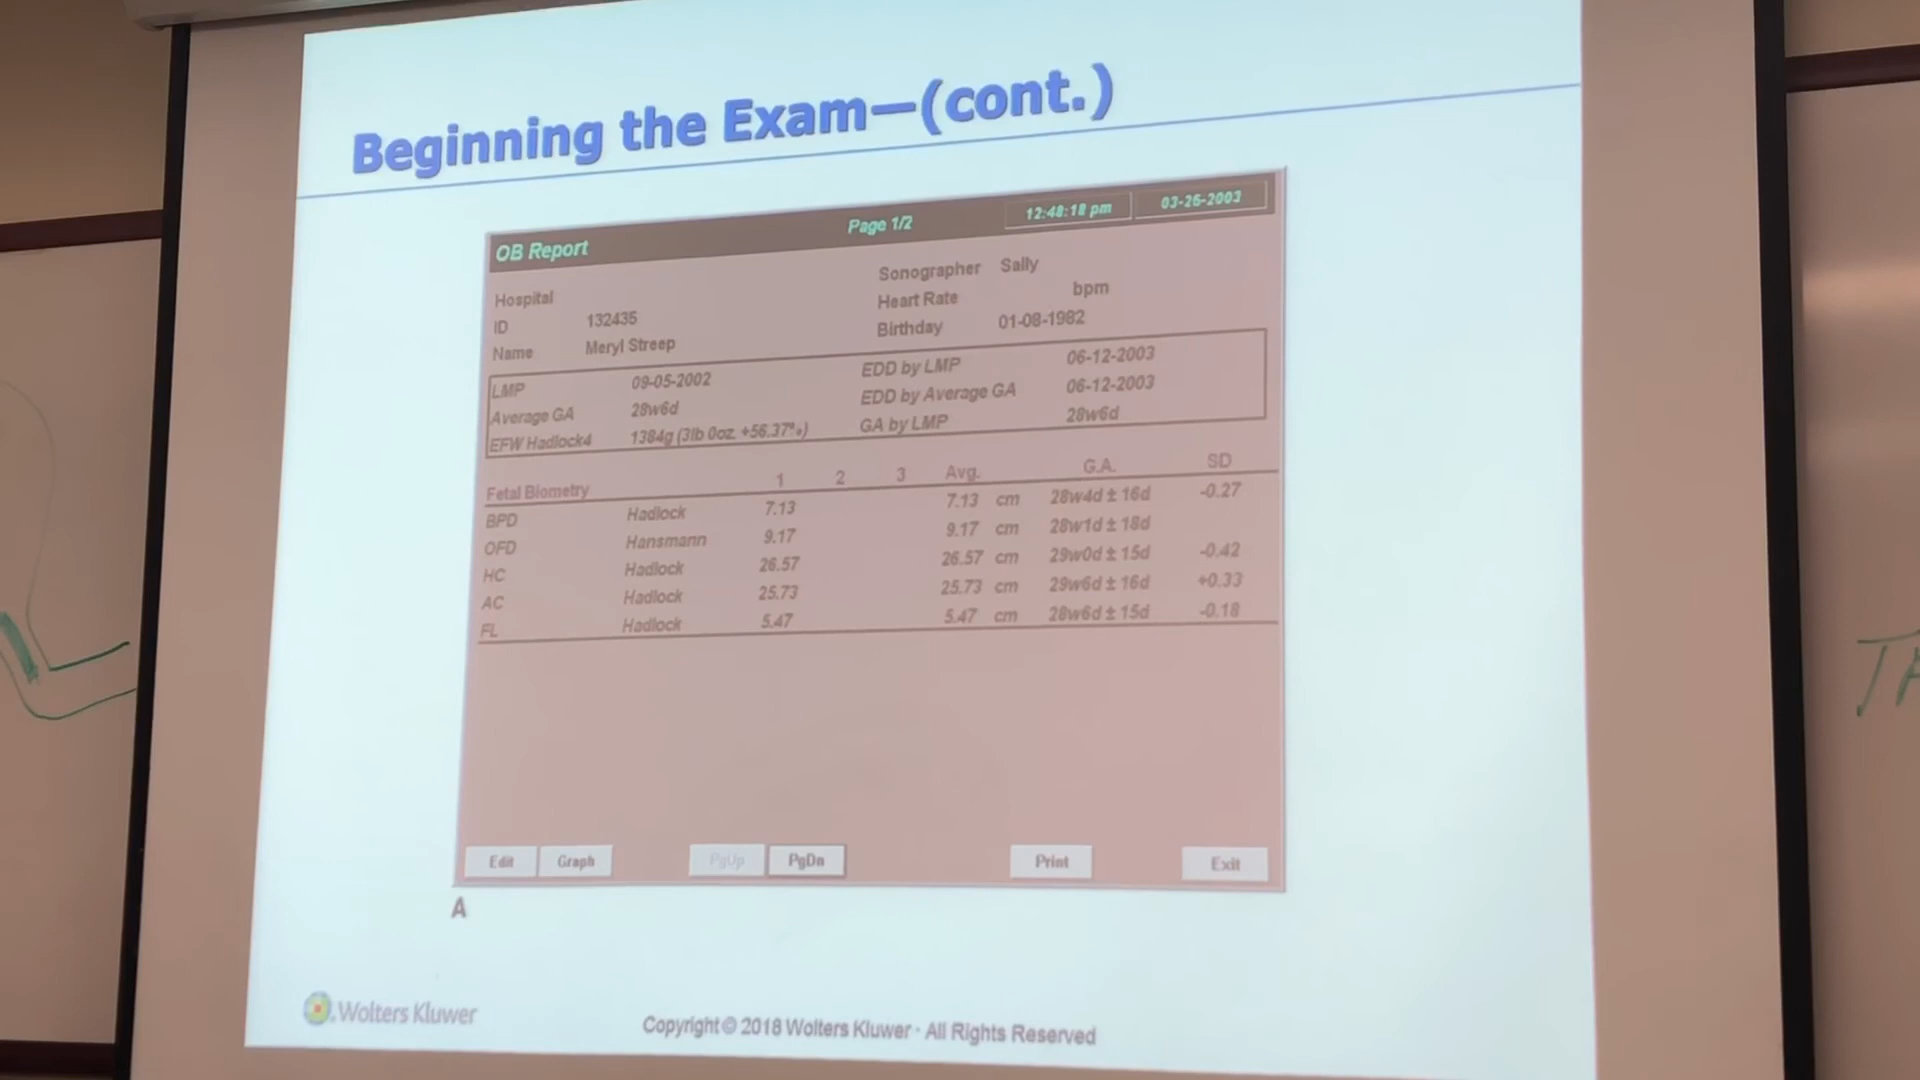 Beginning the Exam—(cont.)
OB Report Page 1/2 12:48:18 pm 03-26-2003
Hospital Sonographer Sally
ID 132435 Heart Rate bpm
Name Meryl Streep Birthday 01-08-1982
LMP 09-05-2002 EDD by LMP 06-12-2003
Average GA 28w6d EDD by Average GA 06-12-2003
EFW Hadlock4 1384g (3lb 0oz. +56.37%) GA by LMP 28w6d
Fetal Biometry 1 2 3 Avg. G.A. SD
BPD Hadlock 7.13 7.13 cm 28w4d ± 16d -0.27
OFD Hansmann 9.17 9.17 cm 28w1d ± 18d
HC Hadlock 26.57 26.57 cm 29w0d ± 15d -0.42
AC Hadlock 25.73 25.73 cm 29w6d ± 16d +0.33
FL Hadlock 5.47 5.47 cm 28w6d ± 15d -0.18
Edit Graph PgUp PgDn Print Exit
A
Wolters Kluwer
Copyright © 2018 Wolters Kluwer · All Rights Reserved